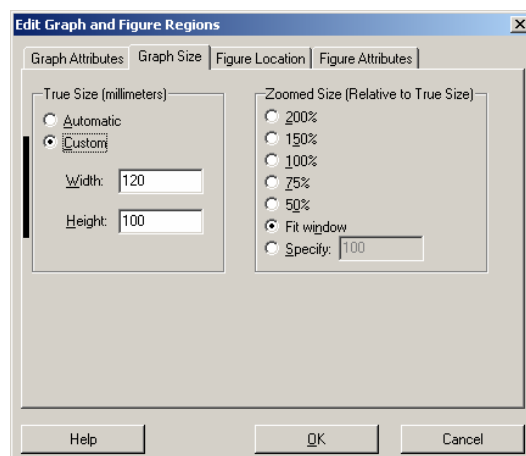 Edit Graph and Figure Regions
Graph Attributes Graph Size Figure Location Figure Attributes
True Size (millimeters)
Automatic
Custom
Width: 120
Height: 100
Zoomed Size (Relative to True Size)
200%
150%
100%
75%
50%
Fit window
Specify: 100
Help OK Cancel